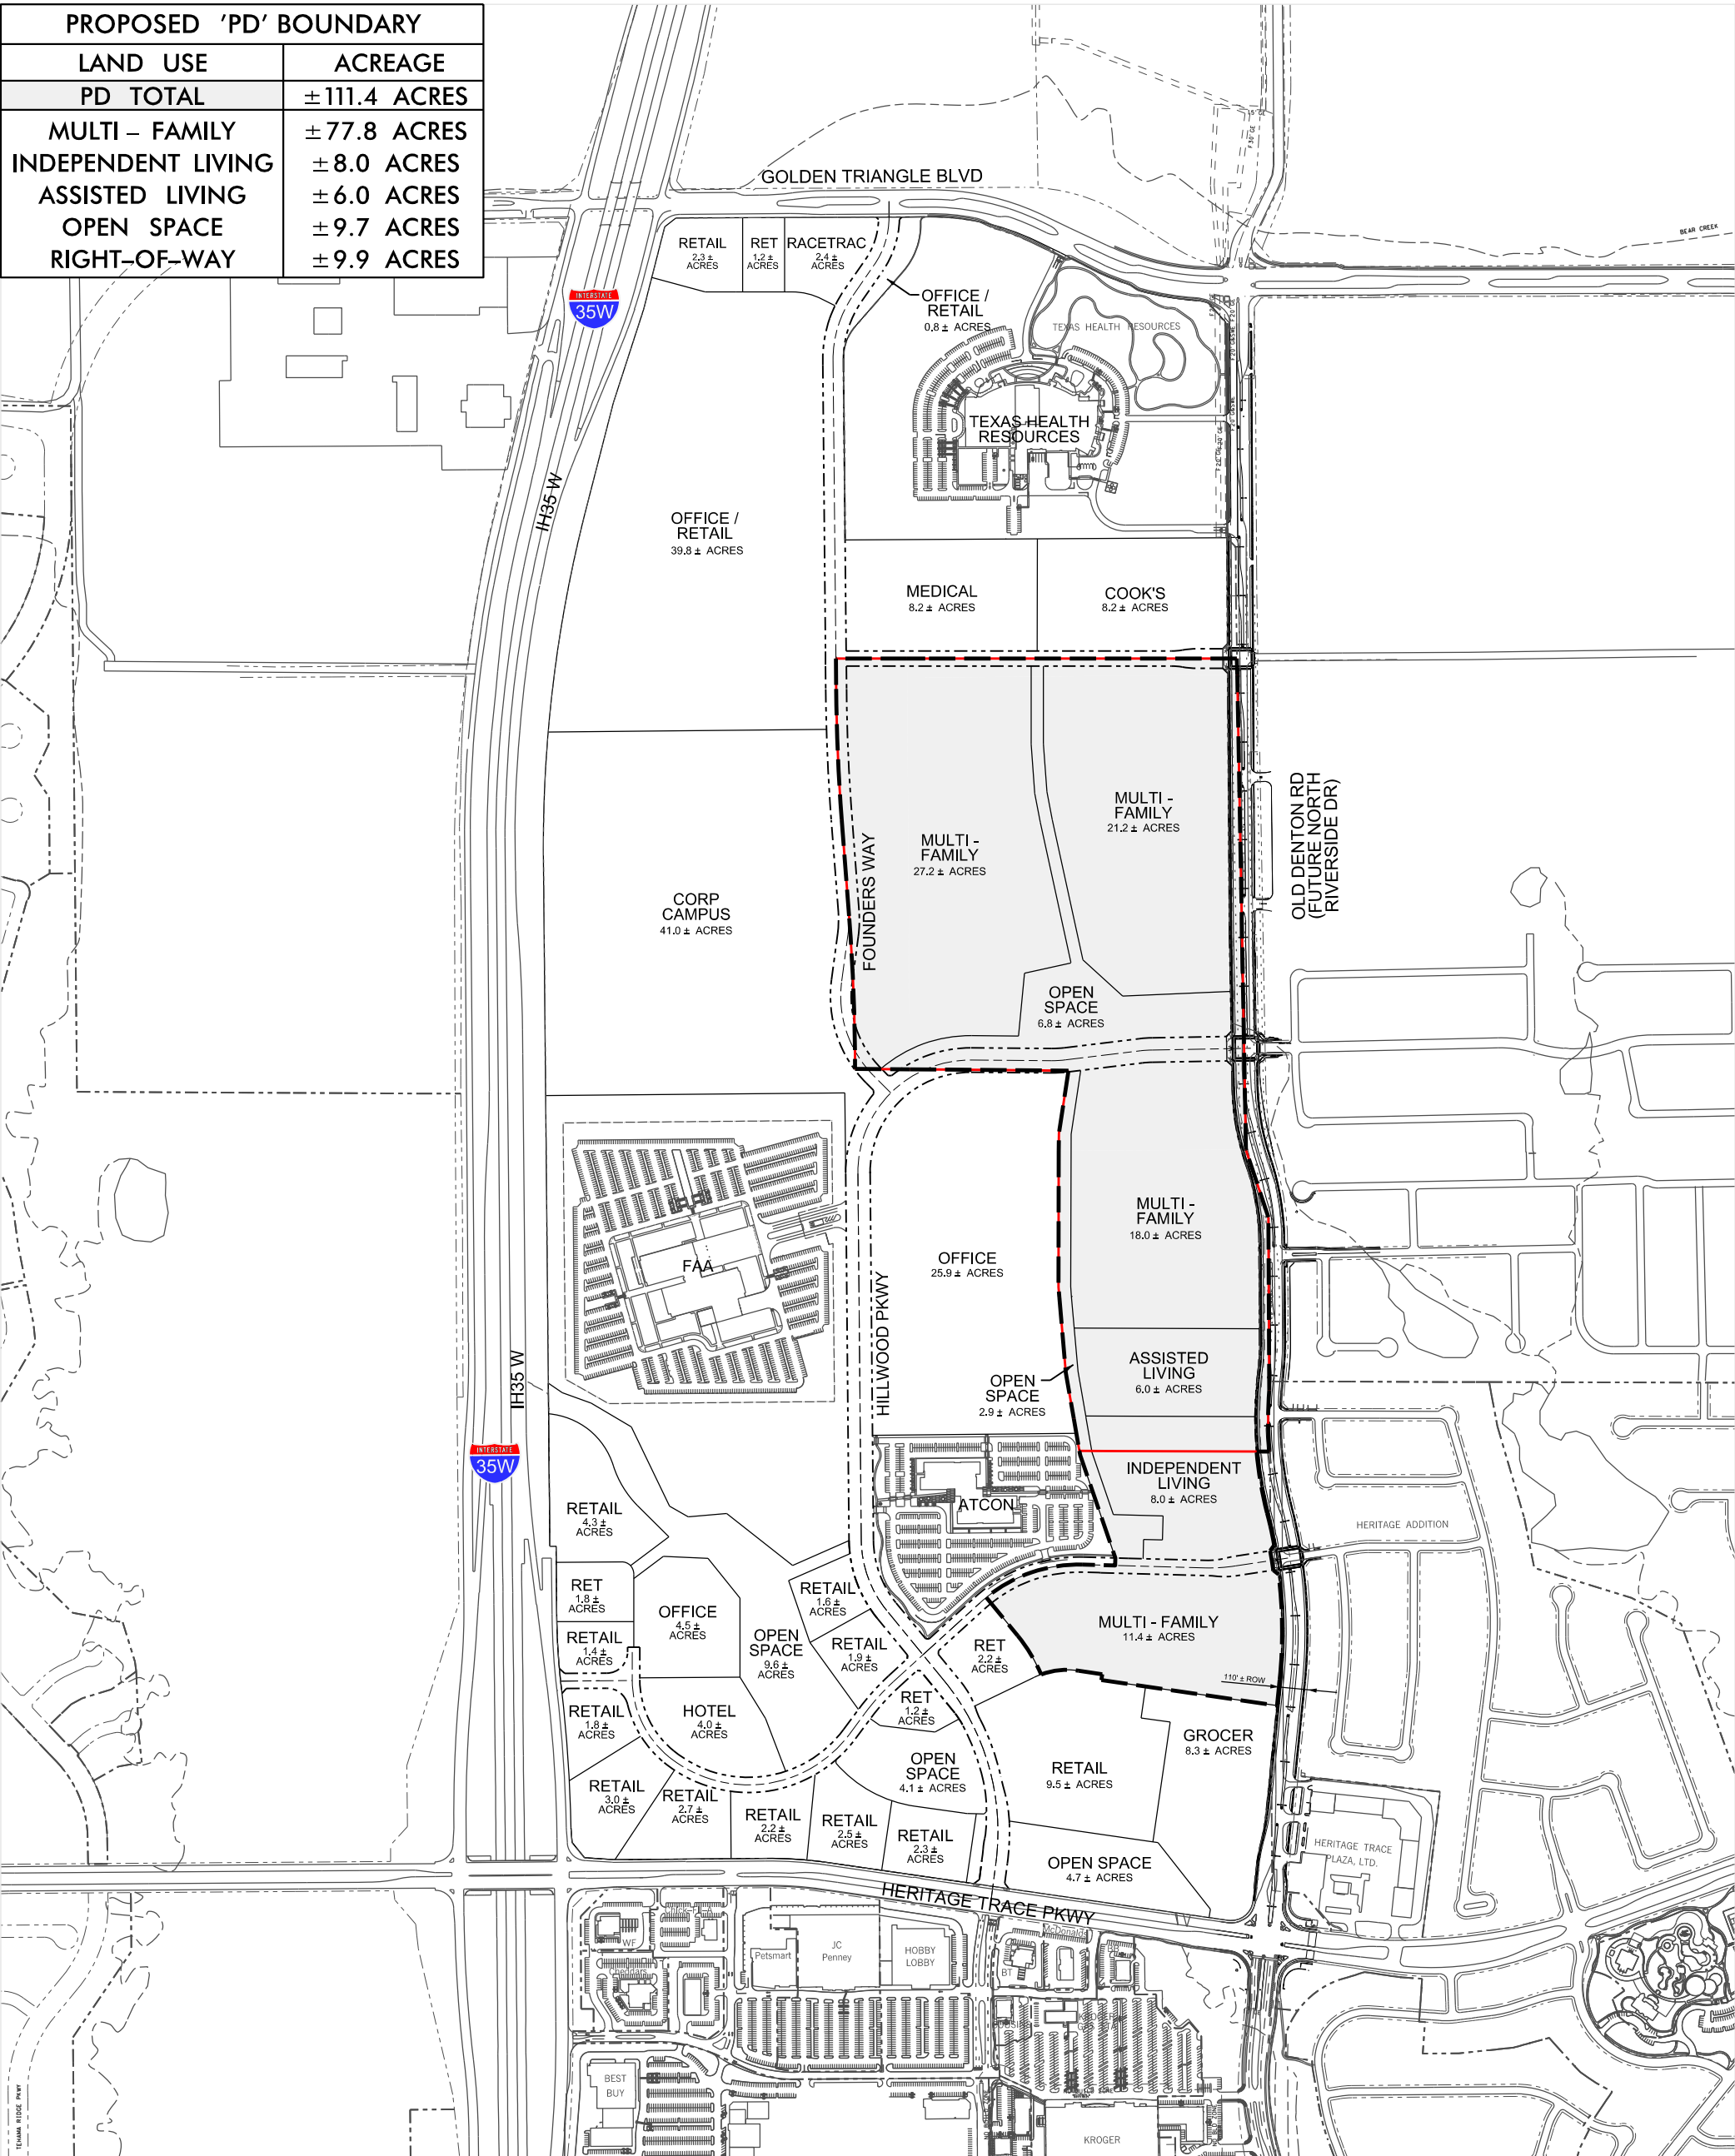 PROPOSED 'PD' BOUNDARY
LAND USE ACREAGE
PD TOTAL ±111.4 ACRES
MULTI – FAMILY ±77.8 ACRES
INDEPENDENT LIVING ±8.0 ACRES
ASSISTED LIVING ±6.0 ACRES
OPEN SPACE ±9.7 ACRES
RIGHT–OF–WAY ±9.9 ACRES
GOLDEN TRIANGLE BLVD
BEAR CREEK
RETAIL
2.3 ±
ACRES
RET
1.2 ±
ACRES
RACETRAC
2.4 ±
ACRES
OFFICE /
RETAIL
0.8 ± ACRES
INTERSTATE
35W
TEXAS HEALTH RESOURCES
TEXAS HEALTH
RESOURCES
IH35 W
OFFICE /
RETAIL
39.8 ± ACRES
MEDICAL
8.2 ± ACRES
COOK'S
8.2 ± ACRES
MULTI -
FAMILY
21.2 ± ACRES
MULTI -
FAMILY
27.2 ± ACRES
OLD DENTON RD
(FUTURE NORTH
RIVERSIDE DR)
FOUNDERS WAY
CORP
CAMPUS
41.0 ± ACRES
OPEN
SPACE
6.8 ± ACRES
MULTI -
FAMILY
18.0 ± ACRES
OFFICE
25.9 ± ACRES
FAA
HILLWOOD PKWY
IH35 W
ASSISTED
LIVING
6.0 ± ACRES
OPEN
SPACE
2.9 ± ACRES
INTERSTATE
35W
INDEPENDENT
LIVING
8.0 ± ACRES
ATCON
HERITAGE ADDITION
RETAIL
4.3 ±
ACRES
RET
1.8 ±
ACRES
RETAIL
1.4 ±
ACRES
OFFICE
4.5 ±
ACRES
RETAIL
1.6 ±
ACRES
OPEN
SPACE
9.6 ±
ACRES
RETAIL
1.9 ±
ACRES
RET
2.2 ±
ACRES
MULTI - FAMILY
11.4 ± ACRES
110' ± ROW
RETAIL
1.8 ±
ACRES
HOTEL
4.0 ±
ACRES
RET
1.2 ±
ACRES
GROCER
8.3 ± ACRES
OPEN
SPACE
4.1 ± ACRES
RETAIL
9.5 ± ACRES
RETAIL
3.0 ±
ACRES
RETAIL
2.7 ±
ACRES
RETAIL
2.2 ±
ACRES
RETAIL
2.5 ±
ACRES
RETAIL
2.3 ±
ACRES
OPEN SPACE
4.7 ± ACRES
HERITAGE TRACE
PLAZA, LTD.
HERITAGE TRACE PKWY
WF
Cheddars
Petsmart
JC
Penney
HOBBY
LOBBY
McDonalds
BT
BB
BEST
BUY
KROGER
TEHAMA RIDGE PKWY